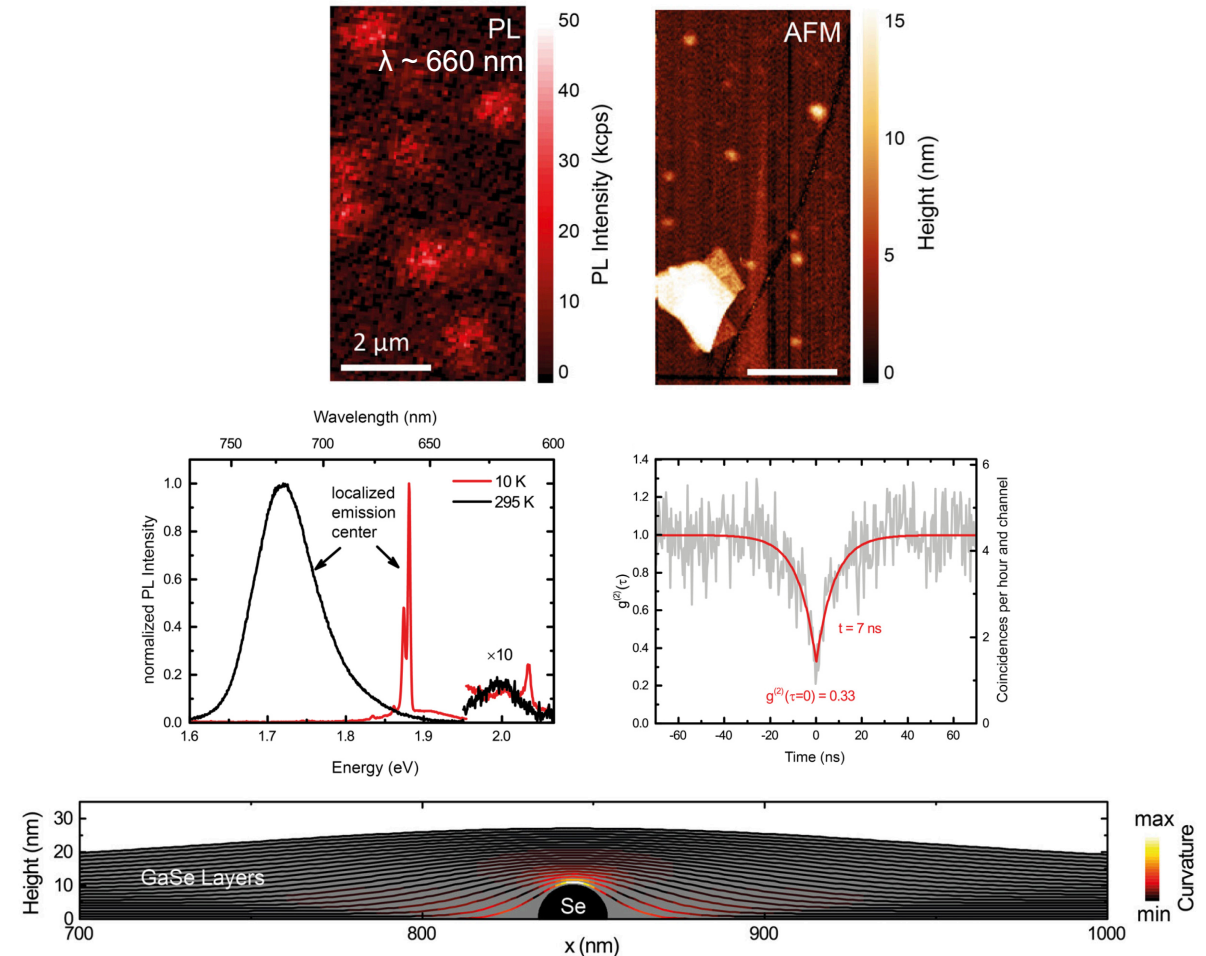 PL
λ ~ 660 nm
2 µm
50
40
30
20
10
0
PL Intensity (kcps)
AFM
15
10
5
0
Height (nm)
Wavelength (nm)
750 700 650 600
normalized PL Intensity
1.0
0.8
0.6
0.4
0.2
0.0
localized
emission
center
10 K
295 K
×10
1.6 1.7 1.8 1.9 2.0
Energy (eV)
g(2)(τ)
1.4
1.2
1.0
0.8
0.6
0.4
0.2
0.0
t = 7 ns
g(2)(τ=0) = 0.33
6
4
2
0
Coincidences per hour and channel
-60 -40 -20 0 20 40 60
Time (ns)
Height (nm)
30
20
10
0
GaSe Layers
Se
700 800 900 1000
x (nm)
max
min
Curvature